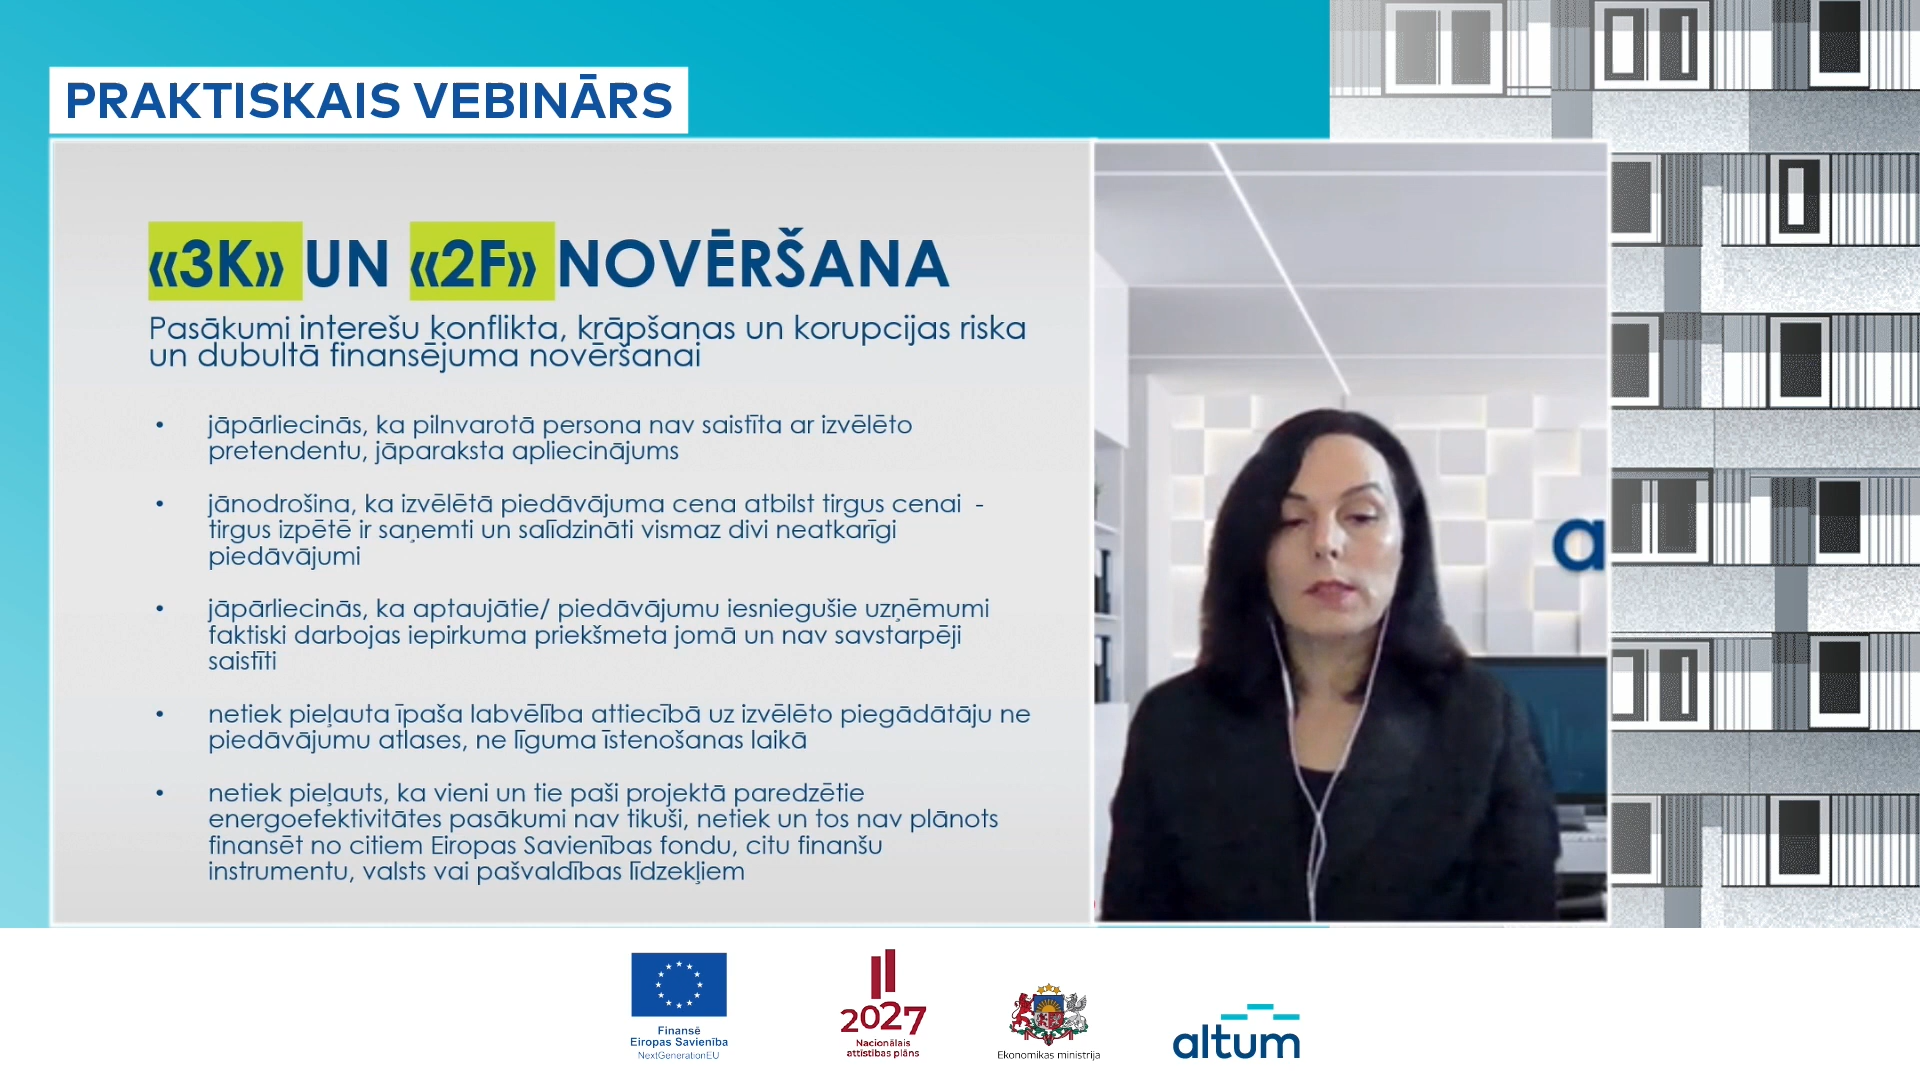 PRAKTISKAIS VEBINĀRS
«3K» UN «2F» NOVĒRŠANA
Pasākumi interešu konflikta, krāpšanas un korupcijas riska
un dubultā finansējuma novēršanai
• jāpārliecinās, ka pilnvarotā persona nav saistīta ar izvēlēto
pretendentu, jāparaksta apliecinājums
• jānodrošina, ka izvēlētā piedāvājuma cena atbilst tirgus cenai -
tirgus izpētē ir saņemti un salīdzināti vismaz divi neatkarīgi
piedāvājumi
• jāpārliecinās, ka aptaujātie/ piedāvājumu iesniegušie uzņēmumi
faktiski darbojas iepirkuma priekšmeta jomā un nav savstarpēji
saistīti
• netiek pieļauta īpaša labvēlība attiecībā uz izvēlēto piegādātāju ne
piedāvājumu atlases, ne līguma īstenošanas laikā
• netiek pieļauts, ka vieni un tie paši projektā paredzētie
energoefektivitātes pasākumi nav tikuši, netiek un tos nav plānots
finansēt no citiem Eiropas Savienības fondu, citu finanšu
instrumentu, valsts vai pašvaldības līdzekļiem
a
Finansē
Eiropas Savienība
NextGenerationEU
2027
Nacionālais
attīstības plāns
Ekonomikas ministrija
altum